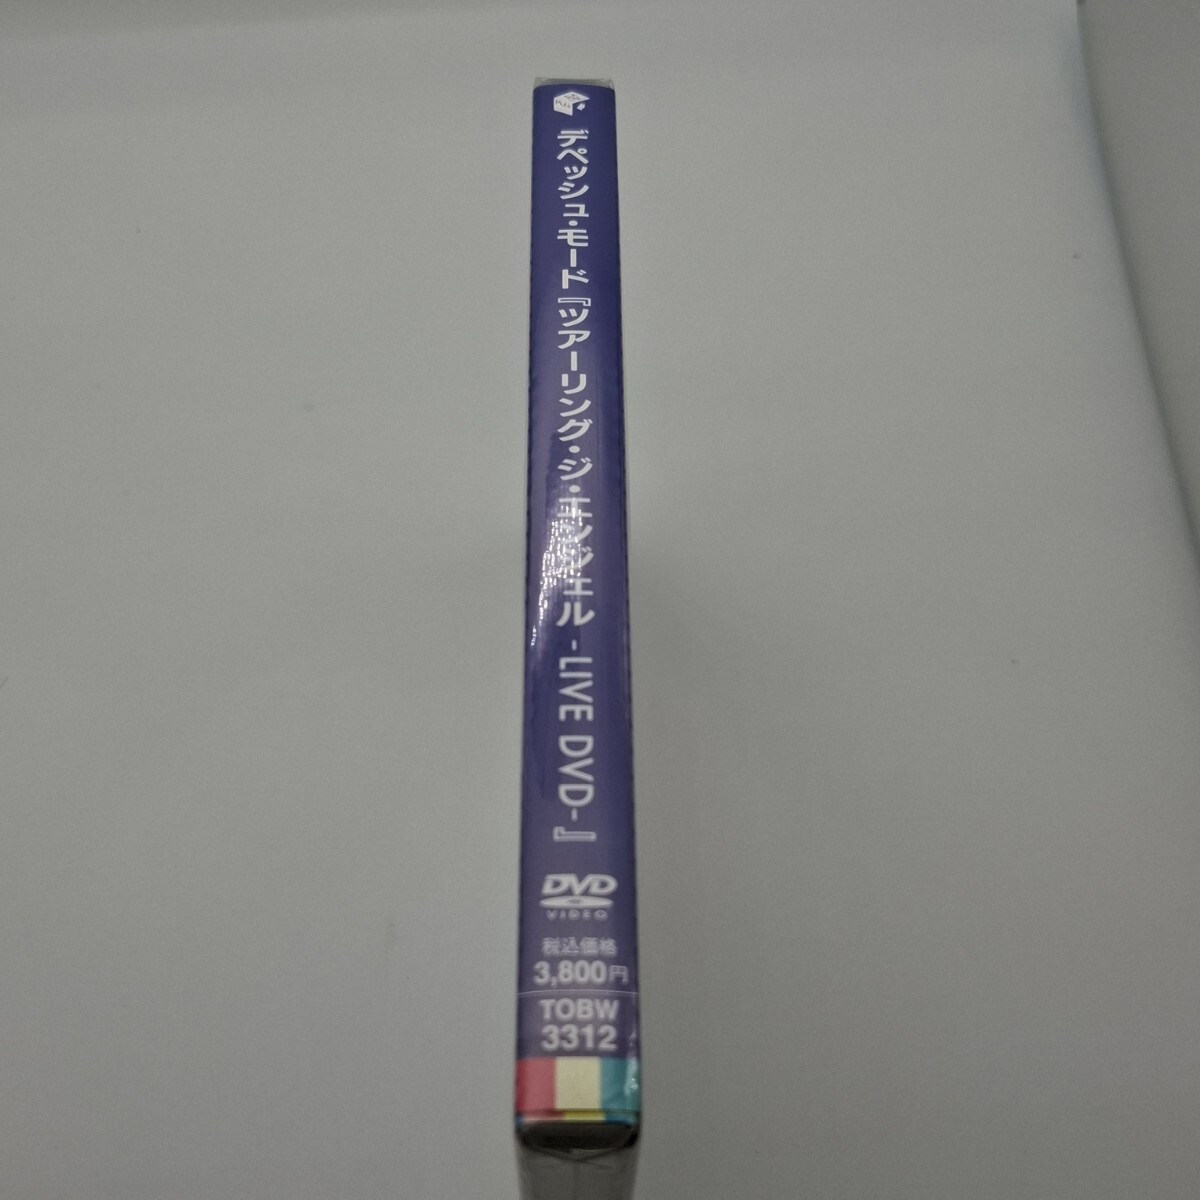 デペッシュ・モード『ツアーリング・ジ・エンジェル -LIVE DVD-』
DVD
VIDEO
税込価格
3,800円
TOBW
3312